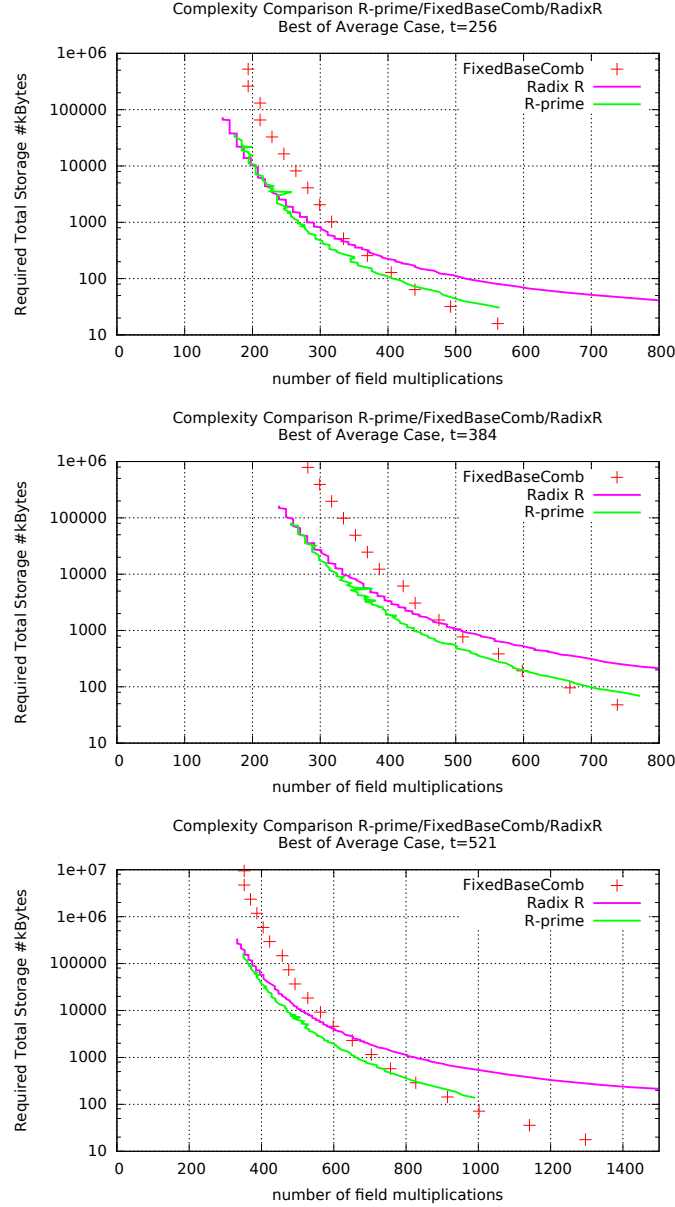 Complexity Comparison R-prime/FixedBaseComb/RadixR
Best of Average Case, t=256
1e+06
100000
10000
1000
100
10
Required Total Storage #kBytes
FixedBaseComb
Radix R
R-prime
0 100 200 300 400 500 600 700 800
number of field multiplications
Complexity Comparison R-prime/FixedBaseComb/RadixR
Best of Average Case, t=384
1e+06
100000
10000
1000
100
10
Required Total Storage #kBytes
FixedBaseComb
Radix R
R-prime
0 100 200 300 400 500 600 700 800
number of field multiplications
Complexity Comparison R-prime/FixedBaseComb/RadixR
Best of Average Case, t=521
1e+07
1e+06
100000
10000
1000
100
10
Required Total Storage #kBytes
FixedBaseComb
Radix R
R-prime
0 200 400 600 800 1000 1200 1400
number of field multiplications